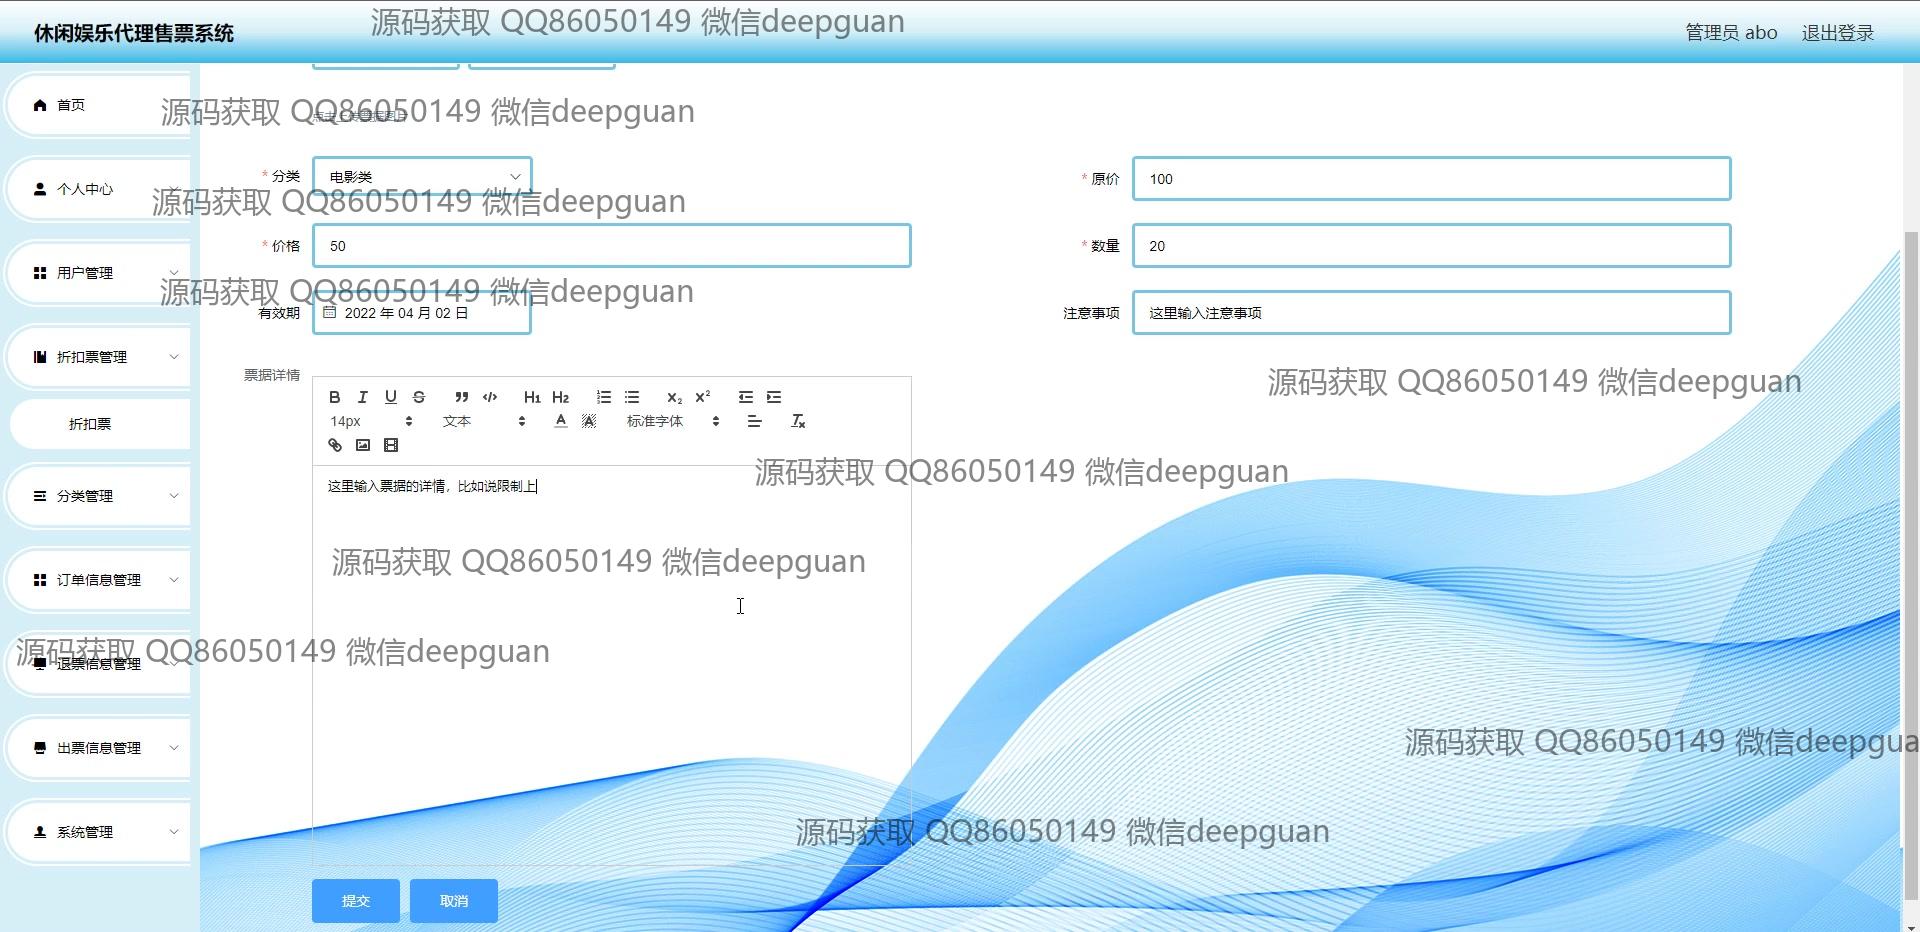 休闲娱乐代理售票系统
源码获取 QQ86050149 微信deepguan
管理员 abo
退出登录
首页
源码获取 QQ86050149 微信deepguan
点击上传票据图片
个人中心
* 分类
电影类
* 原价
100
源码获取 QQ86050149 微信deepguan
用户管理
* 价格
50
* 数量
20
源码获取 QQ86050149 微信deepguan
有效期
2022 年 04 月 02 日
注意事项
这里输入注意事项
折扣票管理
票据详情
源码获取 QQ86050149 微信deepguan
折扣票
B I U S H1 H2 X2 X2
14px 文本 A A 标准字体 Tx
源码获取 QQ86050149 微信deepguan
分类管理
这里输入票据的详情，比如说限制上
源码获取 QQ86050149 微信deepguan
订单信息管理
源码获取 QQ86050149 微信deepguan
退票信息管理
出票信息管理
源码获取 QQ86050149 微信deepgua
系统管理
源码获取 QQ86050149 微信deepguan
提交
取消